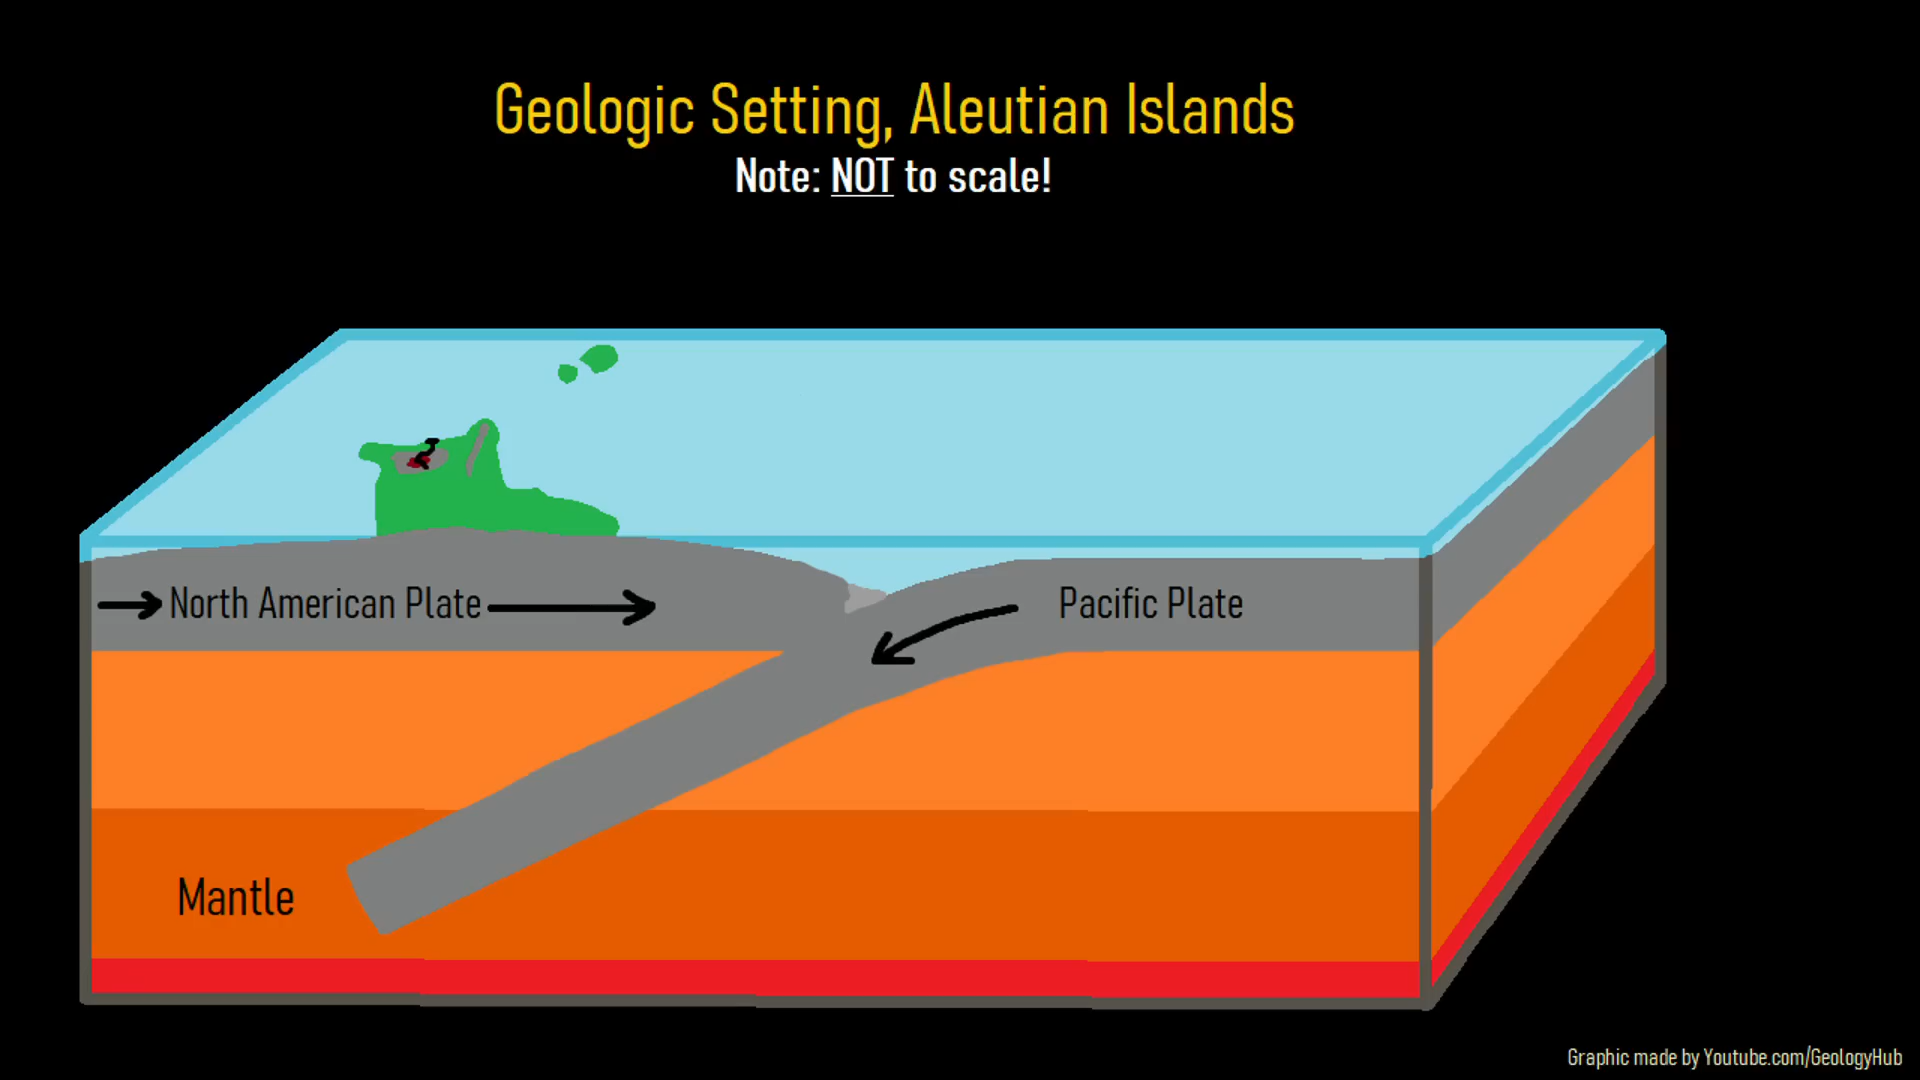 Geologic Setting, Aleutian Islands
Note: NOT to scale!
North American Plate
Pacific Plate
Mantle
Graphic made by Youtube.com/GeologyHub